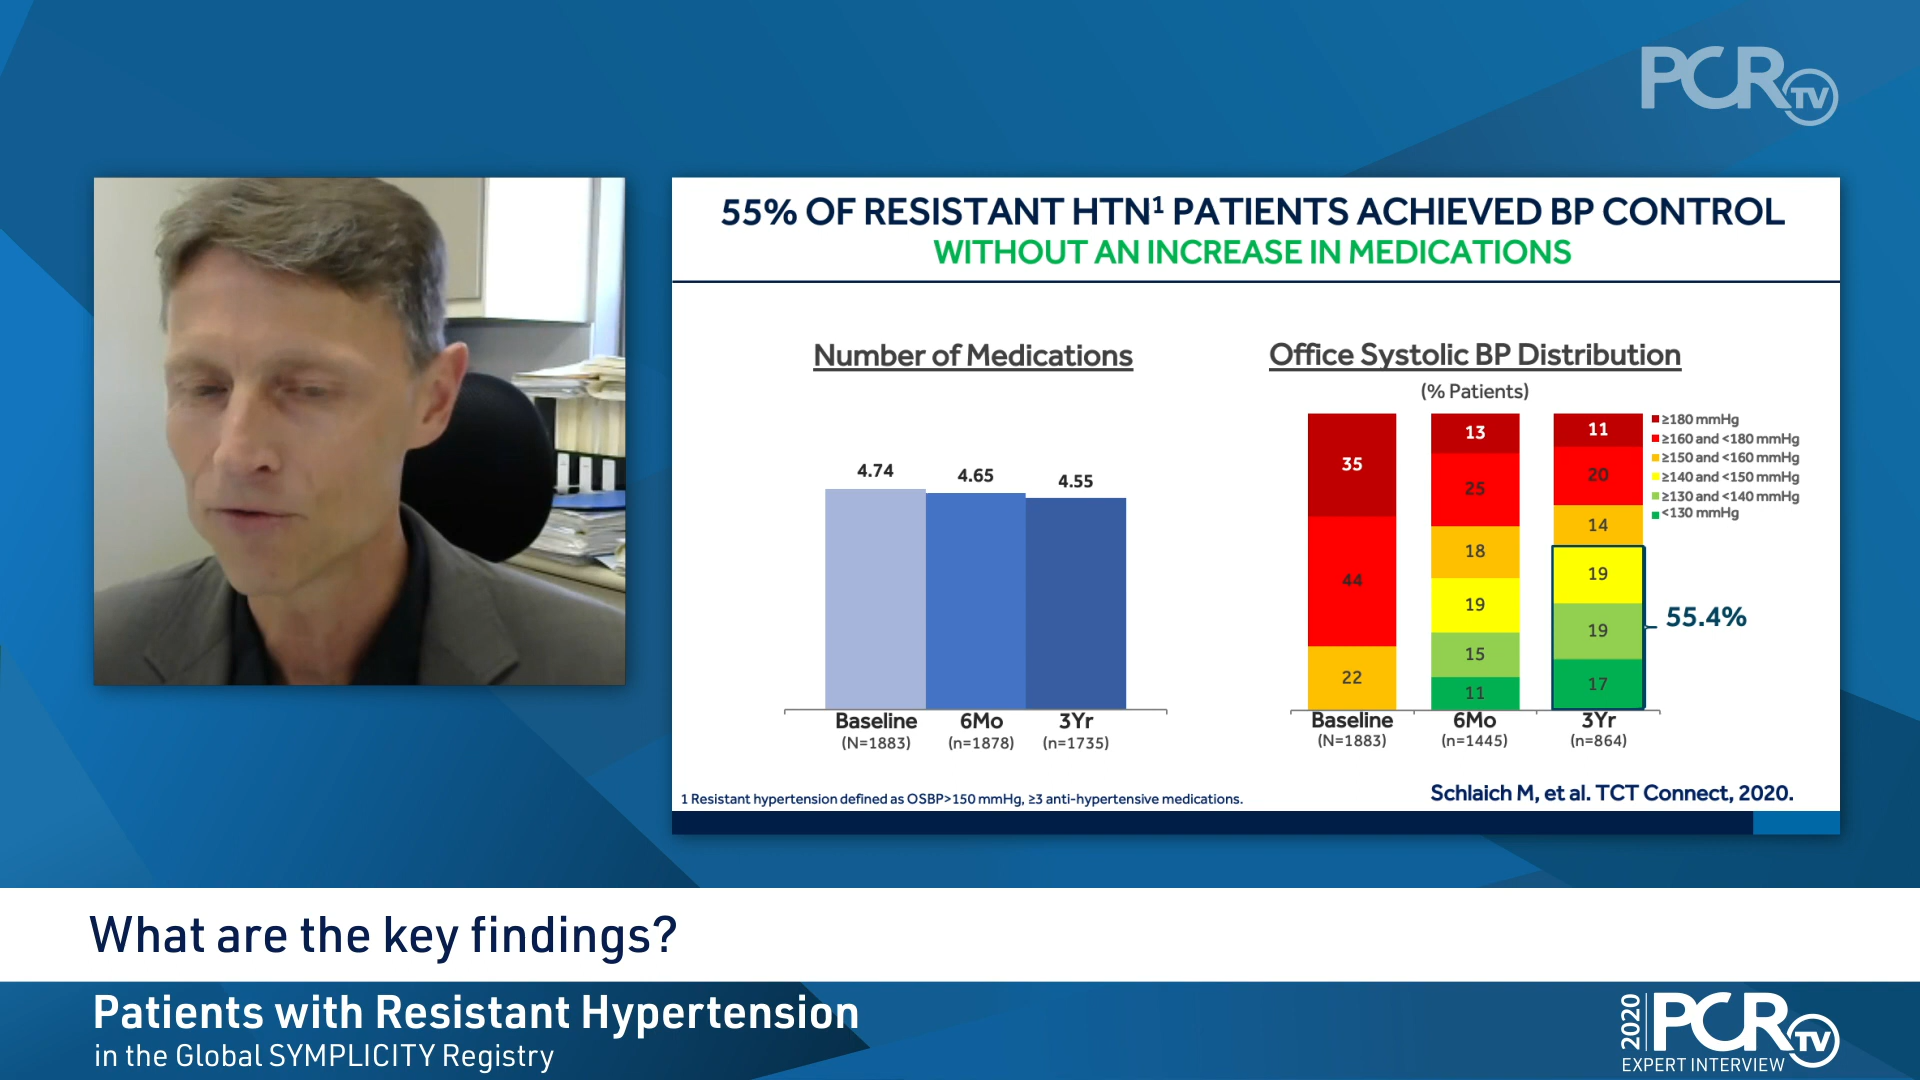 PCR TV
55% OF RESISTANT HTN¹ PATIENTS ACHIEVED BP CONTROL
WITHOUT AN INCREASE IN MEDICATIONS
Number of Medications
4.74
4.65
4.55
Baseline
6Mo
3Yr
(N=1883)
(n=1878)
(n=1735)
Office Systolic BP Distribution
(% Patients)
35
44
22
13
25
18
19
15
11
11
20
14
19
19
17
55.4%
≥180 mmHg
≥160 and <180 mmHg
≥150 and <160 mmHg
≥140 and <150 mmHg
≥130 and <140 mmHg
<130 mmHg
Baseline
6Mo
3Yr
(N=1883)
(n=1445)
(n=864)
1 Resistant hypertension defined as OSBP>150 mmHg, ≥3 anti-hypertensive medications.
Schlaich M, et al. TCT Connect, 2020.
What are the key findings?
Patients with Resistant Hypertension
in the Global SYMPLICITY Registry
2020
PCR TV
EXPERT INTERVIEW